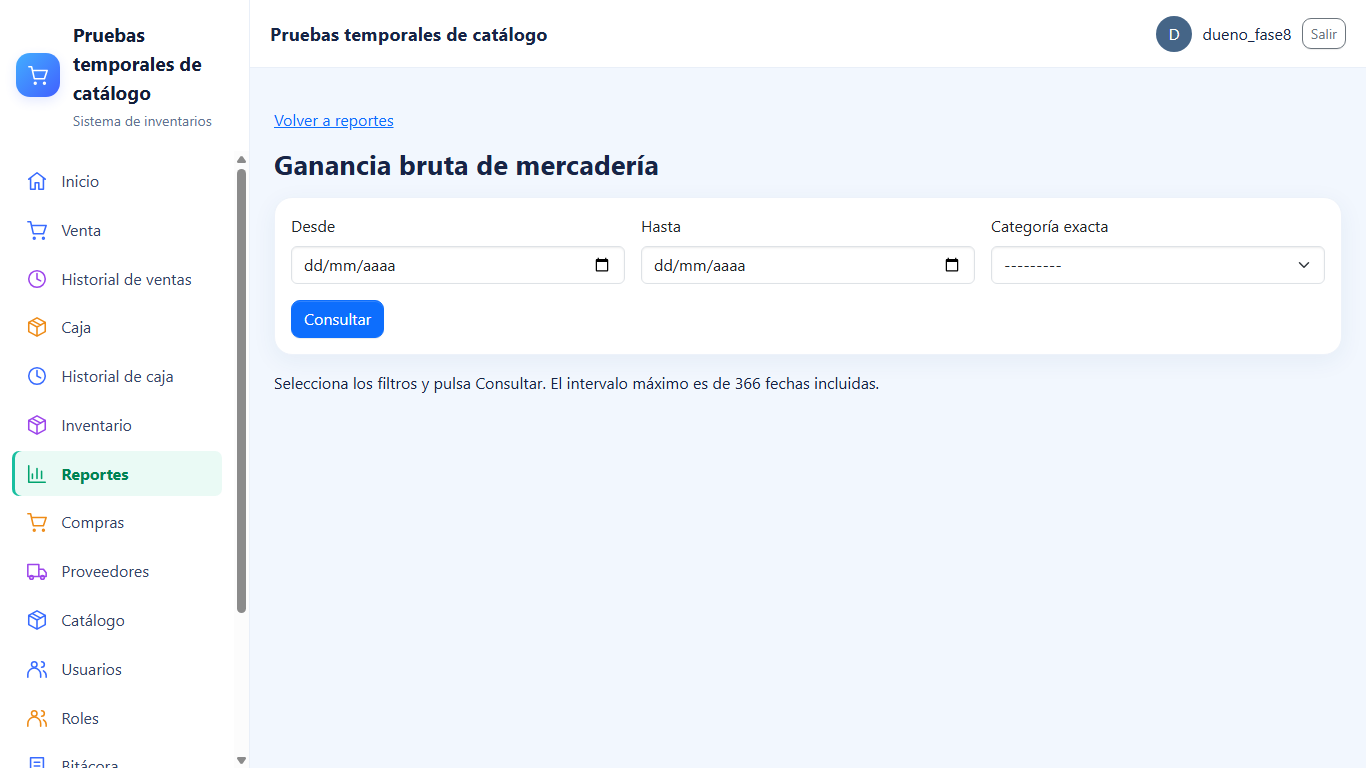 Pruebas
temporales de
catálogo
Sistema de inventarios
Inicio
Venta
Historial de ventas
Caja
Historial de caja
Inventario
Reportes
Compras
Proveedores
Catálogo
Usuarios
Roles
Bitácora
Pruebas temporales de catálogo
D dueno_fase8 Salir
Volver a reportes
Ganancia bruta de mercadería
Desde Hasta Categoría exacta
dd/mm/aaaa dd/mm/aaaa ---------
Consultar
Selecciona los filtros y pulsa Consultar. El intervalo máximo es de 366 fechas incluidas.